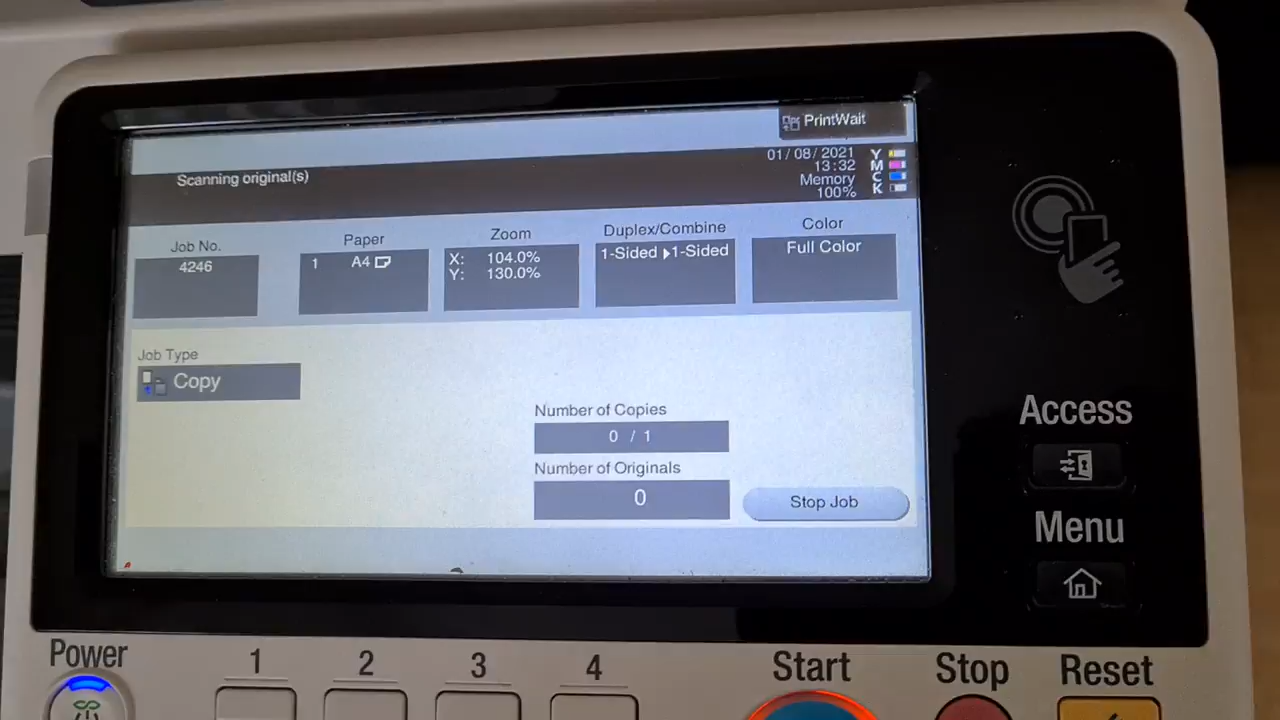 PrintWait
Scanning original(s)
01/08/2021
13:32
Memory
100%
Y
M
C
K
Job No.
4246
Paper
1 A4
Zoom
X: 104.0%
Y: 130.0%
Duplex/Combine
1-Sided 1-Sided
Color
Full Color
Job Type
Copy
Number of Copies
0 / 1
Number of Originals
0
Stop Job
Access
Menu
Power
1
2
3
4
Start
Stop
Reset